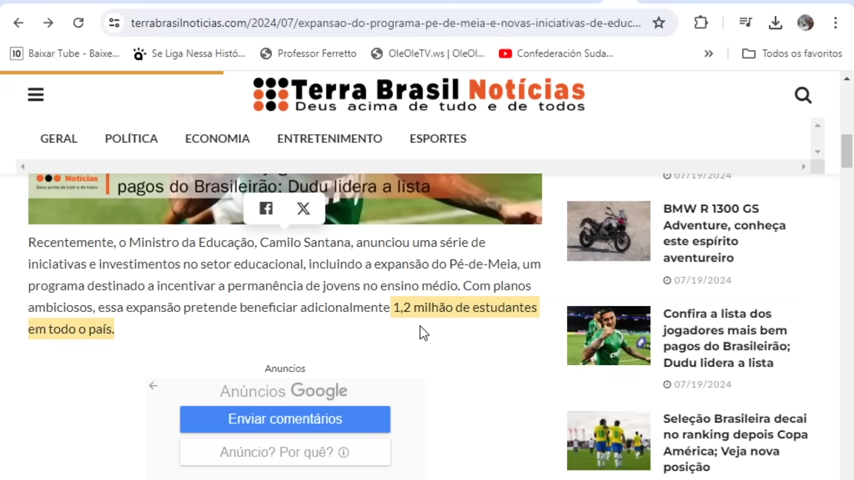 terrabrasilnoticias.com/2024/07/expansao-do-programa-pe-de-meia-e-novas-iniciativas-de-educ...
10 Baixar Tube - Baixe... Se Liga Nessa Histó... Professor Ferretto OleOleTV.ws | OleOl... Confederación Suda... » Todos os favoritos
Terra Brasil Notícias
Deus acima de tudo e de todos
GERAL POLÍTICA ECONOMIA ENTRETENIMENTO ESPORTES
Notícias
pagos do Brasileirão: Dudu lidera a lista
Recentemente, o Ministro da Educação, Camilo Santana, anunciou uma série de
iniciativas e investimentos no setor educacional, incluindo a expansão do Pé-de-Meia, um
programa destinado a incentivar a permanência de jovens no ensino médio. Com planos
ambiciosos, essa expansão pretende beneficiar adicionalmente 1,2 milhão de estudantes
em todo o país.
Anuncios
Anúncios Google
Enviar comentários
Anúncio? Por quê?
07/19/2024
BMW R 1300 GS
Adventure, conheça
este espírito
aventureiro
07/19/2024
Confira a lista dos
jogadores mais bem
pagos do Brasileirão;
Dudu lidera a lista
07/19/2024
Seleção Brasileira decai
no ranking depois Copa
América; Veja nova
posição